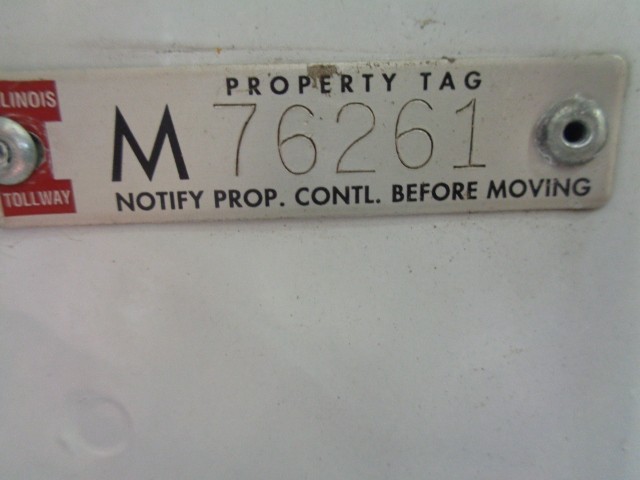 PROPERTY TAG
ILLINOIS
M 76261
TOLLWAY
NOTIFY PROP. CONTL. BEFORE MOVING